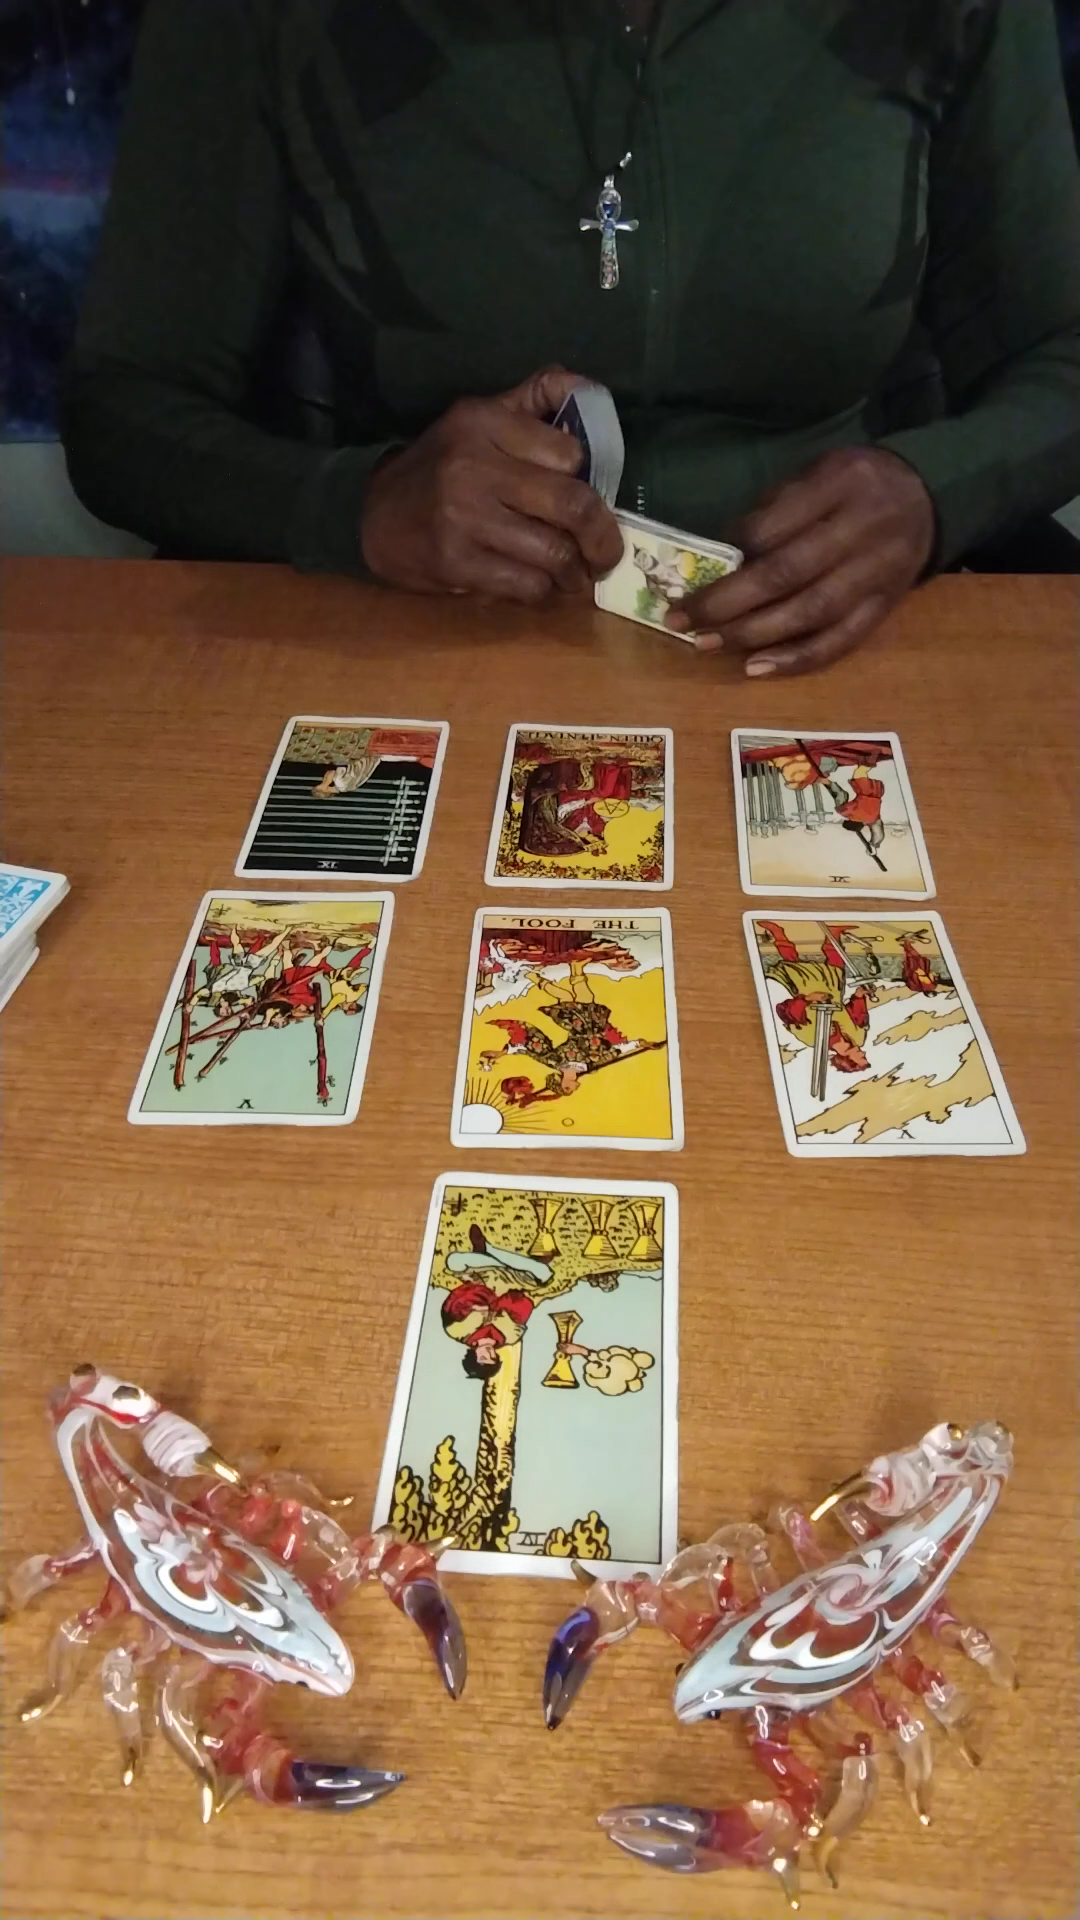 IX
QUEEN of PENTACLES
VI
V
THE FOOL.
0
V
IV